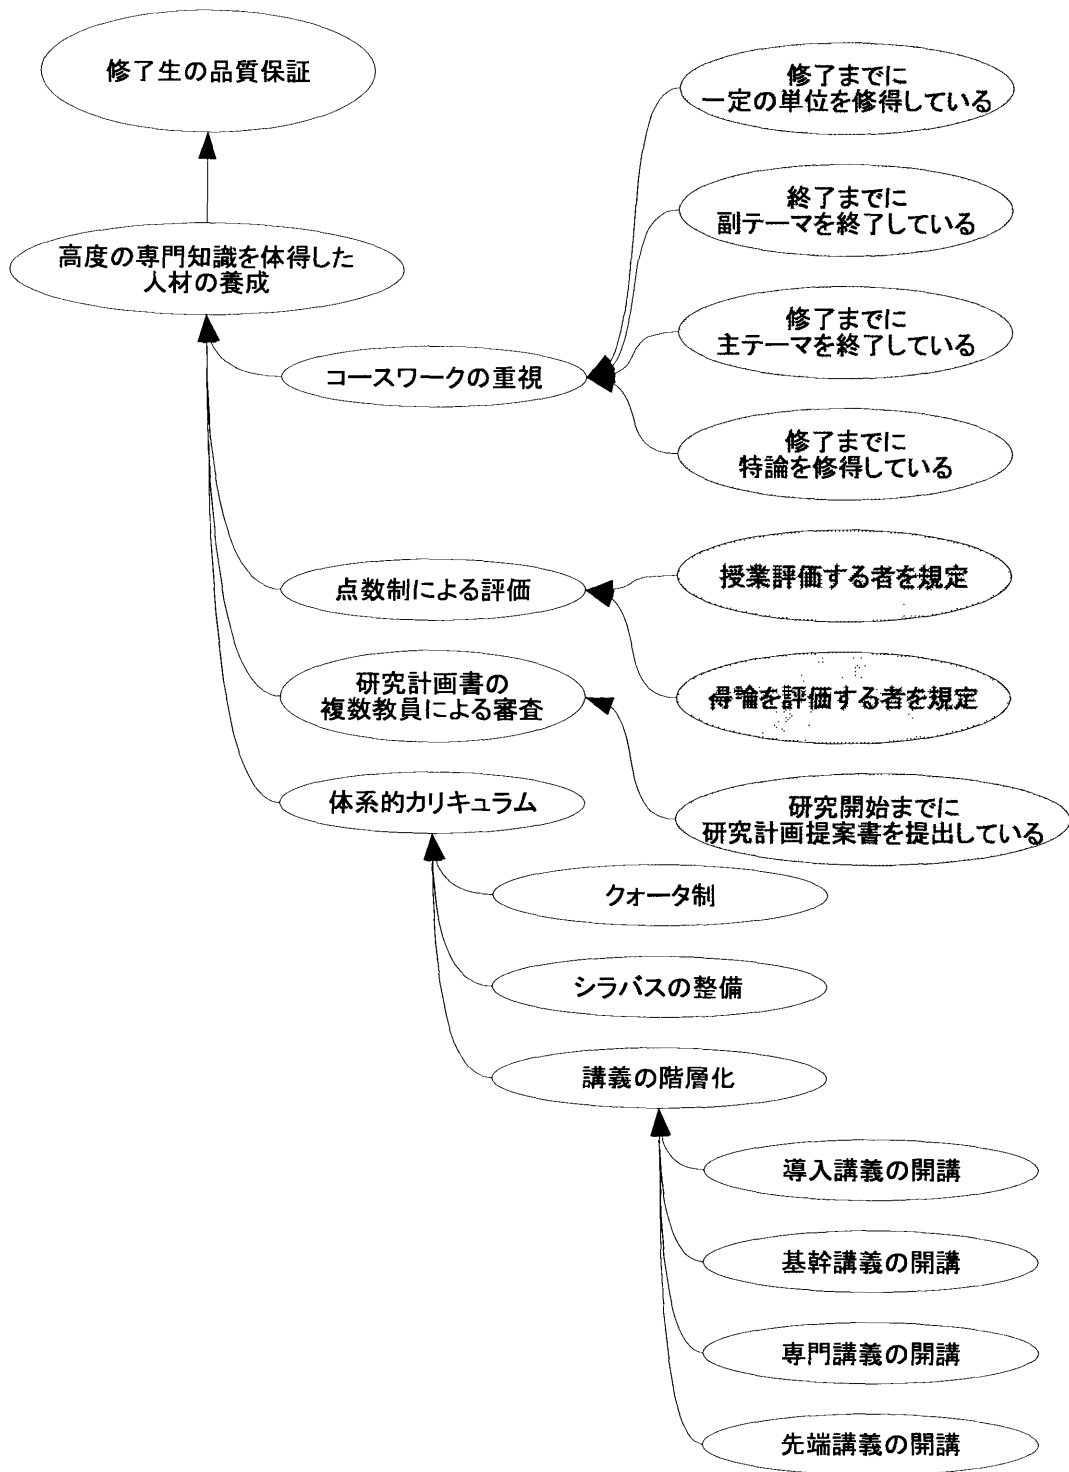 修了生の品質保証
高度の専門知識を体得した
人材の養成
コースワークの重視
修了までに
一定の単位を修得している
終了までに
副テーマを終了している
修了までに
主テーマを終了している
修了までに
特論を修得している
点数制による評価
授業評価する者を規定
論を評価する者を規定
研究計画書の
複数教員による審査
研究開始までに
研究計画提案書を提出している
体系的カリキュラム
クォータ制
シラバスの整備
講義の階層化
導入講義の開講
基幹講義の開講
専門講義の開講
先端講義の開講